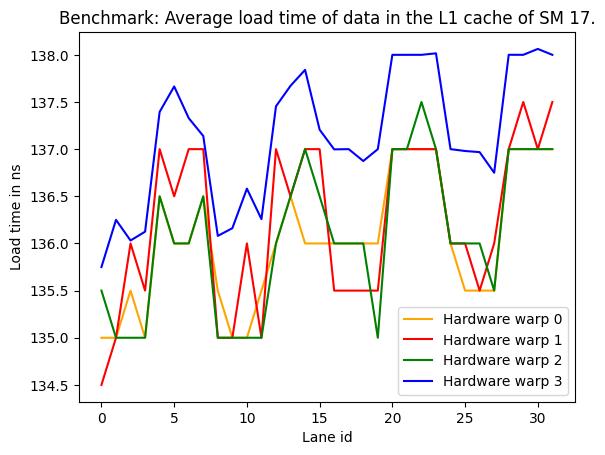 Benchmark: Average load time of data in the L1 cache of SM 17.
138.0
137.5
137.0
136.5
136.0
135.5
135.0
134.5
Load time in ns
0 5 10 15 20 25 30
Lane id
Hardware warp 0
Hardware warp 1
Hardware warp 2
Hardware warp 3